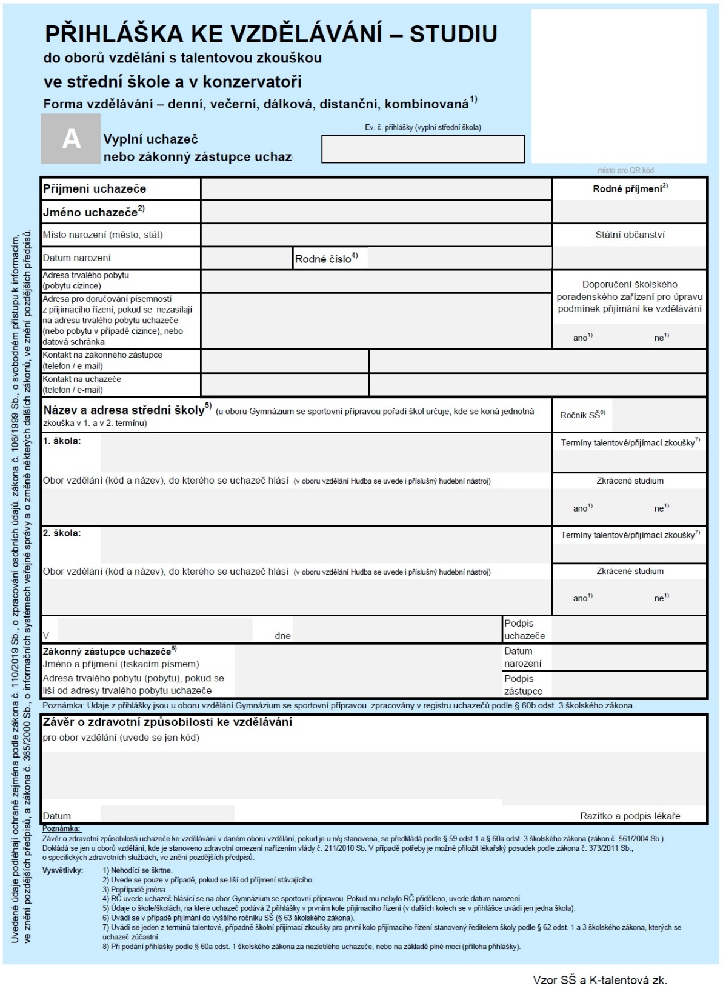 PŘIHLÁŠKA KE VZDĚLÁVÁNÍ – STUDIU
do oborů vzdělání s talentovou zkouškou
ve střední škole a v konzervatoři
Forma vzdělávání – denní, večerní, dálková, distanční, kombinovaná1)
A
Vyplní uchazeč
nebo zákonný zástupce uchaz
Ev. č. přihlášky (vyplní střední škola)
místo pro QR kód
Příjmení uchazeče
Rodné příjmení2)
Jméno uchazeče2)
Místo narození (město, stát)
Státní občanství
Datum narození
Rodné číslo4)
Adresa trvalého pobytu
(pobytu cizince)
Doporučení školského
poradenského zařízení pro úpravu
podmínek přijímání ke vzdělávání
Adresa pro doručování písemností
z přijímacího řízení, pokud se nezasílají
na adresu trvalého pobytu uchazeče
(nebo pobytu v případě cizince), nebo
datová schránka
ano1) ne1)
Kontakt na zákonného zástupce
(telefon / e-mail)
Kontakt na uchazeče
(telefon / e-mail)
Název a adresa střední školy5) (u oboru Gymnázium se sportovní přípravou pořadí škol určuje, kde se koná jednotná
zkouška v 1. a v 2. termínu)
Ročník SŠ6)
1. škola:
Termíny talentové/přijímací zkoušky7)
Obor vzdělání (kód a název), do kterého se uchazeč hlásí (v oboru vzdělání Hudba se uvede i příslušný hudební nástroj)
Zkrácené studium
ano1) ne1)
2. škola:
Termíny talentové/přijímací zkoušky7)
Obor vzdělání (kód a název), do kterého se uchazeč hlásí (v oboru vzdělání Hudba se uvede i příslušný hudební nástroj)
Zkrácené studium
ano1) ne1)
V dne
Podpis
uchazeče
Zákonný zástupce uchazeče8)
Jméno a příjmení (tiskacím písmem)
Datum
narození
Adresa trvalého pobytu (pobytu), pokud se
liší od adresy trvalého pobytu uchazeče
Podpis
zástupce
Poznámka: Údaje z přihlášky jsou u oboru vzdělání Gymnázium se sportovní přípravou zpracovány v registru uchazečů podle § 60b odst. 3 školského zákona.
Závěr o zdravotní způsobilosti ke vzdělávání
pro obor vzdělání (uvede se jen kód)
Datum
Razítko a podpis lékaře
Poznámka:
Závěr o zdravotní způsobilosti uchazeče ke vzdělávání v daném oboru vzdělání, pokud je u něj stanovena, se předkládá podle § 59 odst.1 a § 60a odst. 3 školského zákona (zákon č. 561/2004 Sb.).
Dokládá se jen u oborů vzdělání, kde je stanoveno zdravotní omezení nařízením vlády č. 211/2010 Sb. V případě potřeby je možné přiložit lékařský posudek podle zákona č. 373/2011 Sb.,
o specifických zdravotních službách, ve znění pozdějších předpisů.
Vysvětlivky: 1) Nehodící se škrtne.
2) Uvede se pouze v případě, pokud se liší od příjmení stávajícího.
3) Popřípadě jména.
4) RČ uvede uchazeč hlásící se na obor Gymnázium se sportovní přípravou. Pokud mu nebylo RČ přiděleno, uvede datum narození.
5) Údaje o škole/školách, na které uchazeč podává 2 přihlášky v prvním kole přijímacího řízení (v dalších kolech se v přihlášce uvádí jen jedna škola).
6) Uvádí se v případě přijímání do vyššího ročníku SŠ (§ 63 školského zákona).
7) Uvádí se jeden z termínů talentové, případně školní přijímací zkoušky pro první kolo přijímacího řízení stanovený ředitelem školy podle § 62 odst. 1 a 3 školského zákona, kterých se
uchazeč zúčastní.
8) Při podání přihlášky podle § 60a odst. 1 školského zákona za nezletilého uchazeče, nebo na základě plné moci (příloha přihlášky).
Uvedené údaje podléhají ochraně zejména podle zákona č. 110/2019 Sb., o zpracování osobních údajů, zákona č. 106/1999 Sb., o svobodném přístupu k informacím,
ve znění pozdějších předpisů, a zákona č. 365/2000 Sb., o informačních systémech veřejné správy a o změně některých dalších zákonů, ve znění pozdějších předpisů.
Vzor SŠ a K-talentová zk.